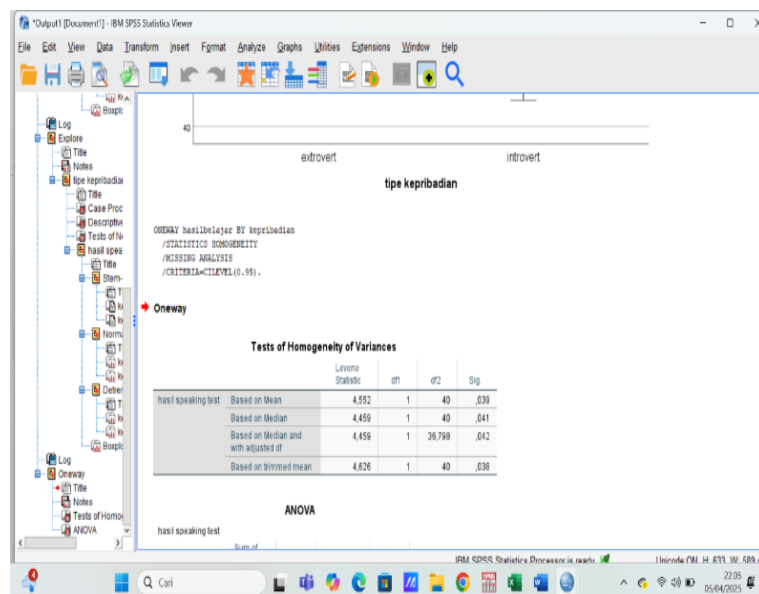 *Output1 [Document1] - IBM SPSS Statistics Viewer
File Edit View Data Transform Insert Format Analyze Graphs Utilities Extensions Window Help
Boxplo
Log
Explore
Title
Notes
tipe kepribadian
Title
Case Proc
Descriptive
Tests of No
hasil spea
Title
Stem-
Norma
Detren
Boxplo
Log
Oneway
Title
Notes
Tests of Homo
ANOVA
40
extrovert introvert
tipe kepribadian
ONEWAY hasilbelajar BY kepribadian
/STATISTICS HOMOGENEITY
/MISSING ANALYSIS
/CRITERIA=CILEVEL(0.95).
Oneway
Tests of Homogeneity of Variances
Levene Statistic df1 df2 Sig.
hasil speaking test Based on Mean 4,552 1 40 ,039
Based on Median 4,459 1 40 ,041
Based on Median and with adjusted df 4,459 1 36,798 ,042
Based on trimmed mean 4,626 1 40 ,038
ANOVA
hasil speaking test
Sum of
IBM SPSS Statistics Processor is ready Unicode:ON H: 633, W: 589
4
Cari
22.05
05/04/2025